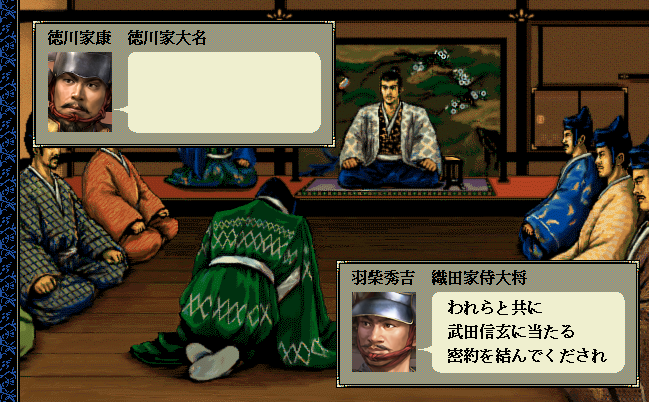 徳川家康 徳川家大名
羽柴秀吉 織田家侍大将
われらと共に
武田信玄に当たる
密約を結んでくだされ